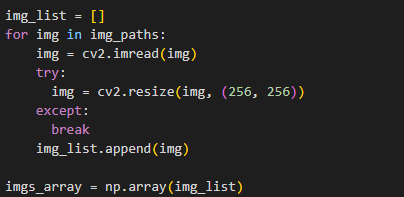 img_list = []
for img in img_paths:
    img = cv2.imread(img)
    try:
      img = cv2.resize(img, (256, 256))
    except:
      break
    img_list.append(img)

imgs_array = np.array(img_list)